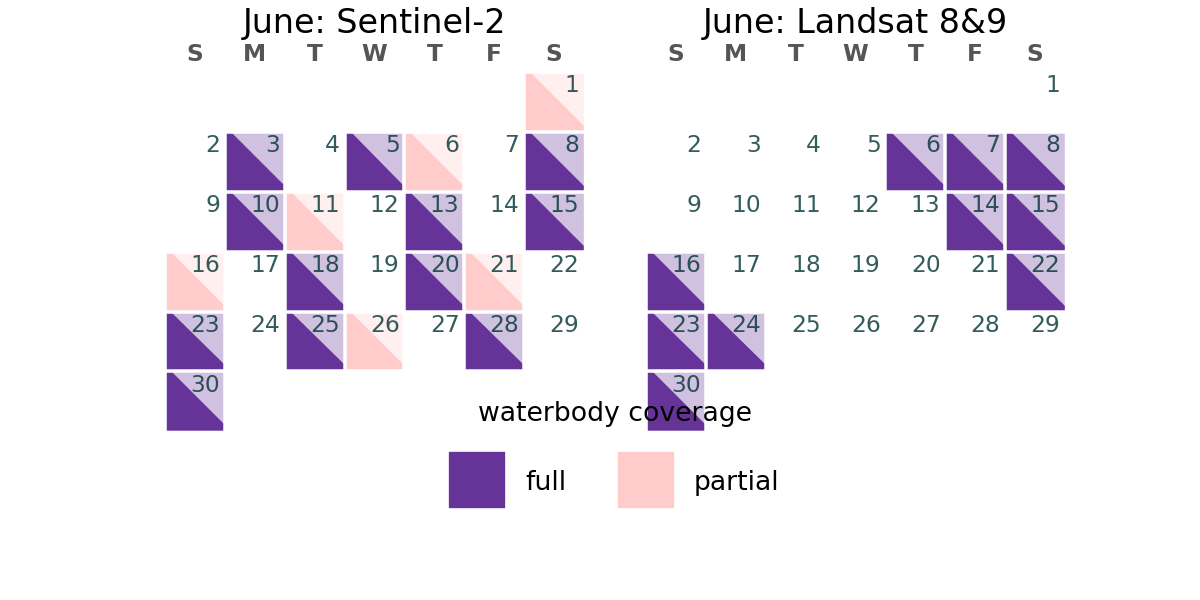 June: Sentinel-2
S M T W T F S
1
2 3 4 5 6 7 8
9 10 11 12 13 14 15
16 17 18 19 20 21 22
23 24 25 26 27 28 29
30
June: Landsat 8&9
S M T W T F S
1
2 3 4 5 6 7 8
9 10 11 12 13 14 15
16 17 18 19 20 21 22
23 24 25 26 27 28 29
30
waterbody coverage
full partial